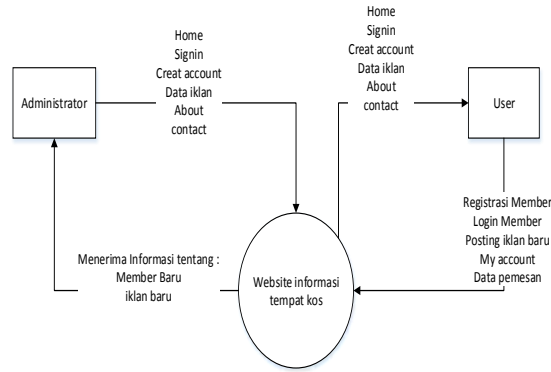 Home
Signin
Creat account
Data iklan
About
contact
Home
Signin
Creat account
Data iklan
About
contact
Administrator
User
Registrasi Member
Login Member
Posting iklan baru
My account
Data pemesan
Menerima Informasi tentang :
Member Baru
iklan baru
Website informasi
tempat kos